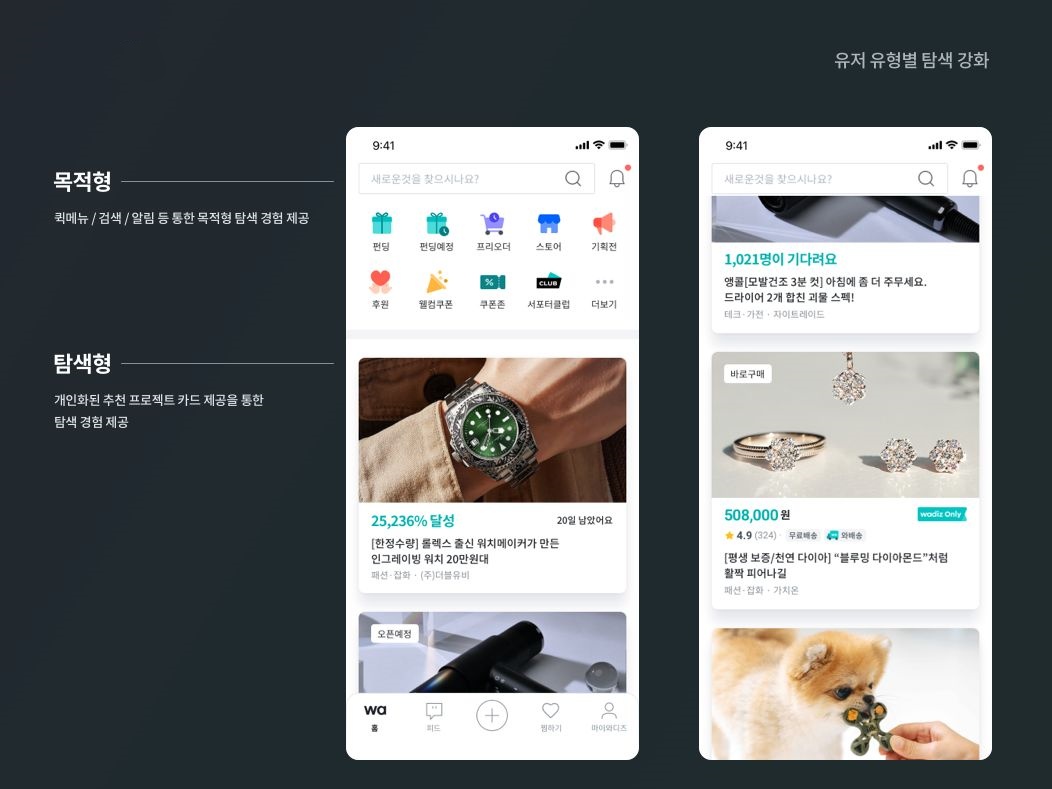 유저 유형별 탐색 강화
목적형
퀵메뉴 / 검색 / 알림 등 통한 목적형 탐색 경험 제공
탐색형
개인화된 추천 프로젝트 카드 제공을 통한
탐색 경험 제공
9:41
새로운것을 찾으시나요?
펀딩 펀딩예정 프리오더 스토어 기획전
%
CLUB
후원 웰컴쿠폰 쿠폰존 서포터클럽 더보기
25,236% 달성 20일 남았어요
[한정수량] 롤렉스 출신 워치메이커가 만든
인그레이빙 워치 20만원대
패션·잡화 · (주)더블유비
오픈예정
wa
홈 피드 찜하기 마이와디즈
9:41
새로운것을 찾으시나요?
1,021명이 기다려요
앵콜[모발건조 3분 컷] 아침에 좀 더 주무세요.
드라이어 2개 합친 괴물 스펙!
테크·가전 · 자이트레이드
바로구매
508,000 원 wadiz Only
4.9 (324) · 무료배송 와배송
[평생 보증/천연 다이아] “블루밍 다이아몬드”처럼
활짝 피어나길
패션·잡화 · 가치온